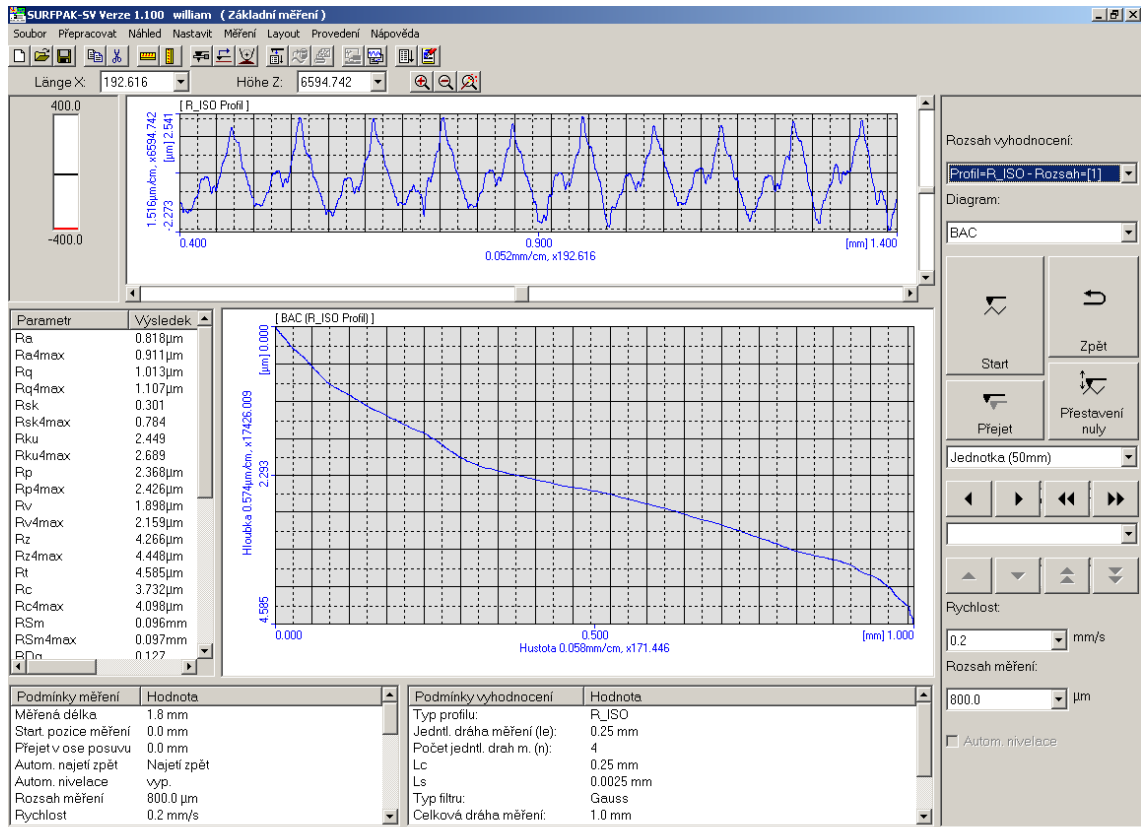 SURFPAK-SV Verze 1.100 william ( Základní měření )
Soubor Přepracovat Náhled Nastavit Měření Layout Provedení Nápověda
Länge X: 192.616 Höhe Z: 6594.742
400.0
-400.0
[ R_ISO Profil ]
1.516µm/cm, x6594.742
-2.273 [µm] 2.541
0.400 0.900 [mm] 1.400
0.052mm/cm, x192.616
Parametr Výsledek
Ra 0.818µm
Ra4max 0.911µm
Rq 1.013µm
Rq4max 1.107µm
Rsk 0.301
Rsk4max 0.784
Rku 2.449
Rku4max 2.689
Rp 2.368µm
Rp4max 2.426µm
Rv 1.898µm
Rv4max 2.159µm
Rz 4.266µm
Rz4max 4.448µm
Rt 4.585µm
Rc 3.732µm
Rc4max 4.098µm
RSm 0.096mm
RSm4max 0.097mm
RDq 0.127
[ BAC (R_ISO Profil) ]
Hloubka 0.574µm/cm, x17426.009
4.585 2.293 [µm] 0.000
0.000 0.500 [mm] 1.000
Hustota 0.058mm/cm, x171.446
Podmínky měření Hodnota
Měřená délka 1.8 mm
Start. pozice měření 0.0 mm
Přejet v ose posuvu 0.0 mm
Autom. najetí zpět Najetí zpět
Autom. nivelace vyp.
Rozsah měření 800.0 µm
Rychlost 0.2 mm/s
Podmínky vyhodnocení Hodnota
Typ profilu: R_ISO
Jedntl. dráha měření (le): 0.25 mm
Počet jedntl. drah m. (n): 4
Lc 0.25 mm
Ls 0.0025 mm
Typ filtru: Gauss
Celková dráha měření: 1.0 mm
Rozsah vyhodnocení:
Profil=R_ISO - Rozsah=[1]
Diagram:
BAC
Start
Zpět
Přejet
Přestavení
nuly
Jednotka (50mm)
Rychlost:
0.2 mm/s
Rozsah měření:
800.0 µm
Autom. nivelace